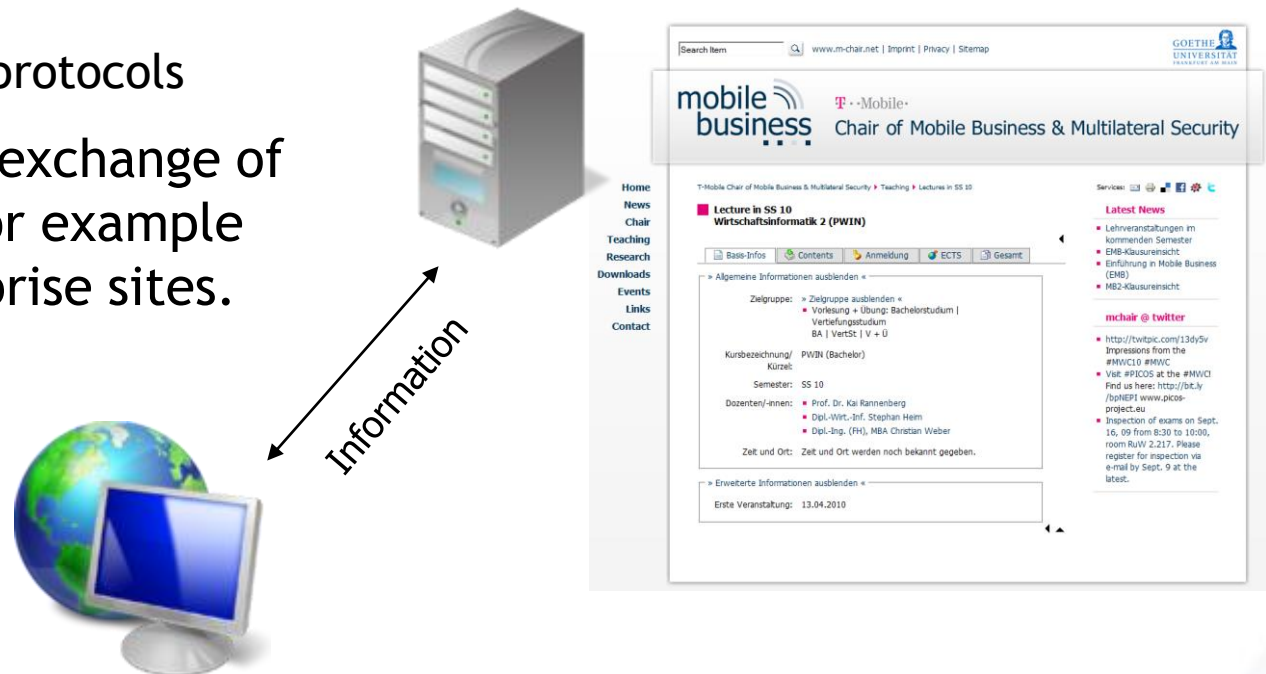 protocols
exchange of
or example
prise sites.
Information
Search Item
www.m-chair.net | Imprint | Privacy | Sitemap
GOETHE
UNIVERSITÄT
FRANKFURT AM MAIN
mobile
business
T··Mobile·
Chair of Mobile Business & Multilateral Security
Home
News
Chair
Teaching
Research
Downloads
Events
Links
Contact
T-Mobile Chair of Mobile Business & Multilateral Security Teaching Lectures in SS 10
Lecture in SS 10
Wirtschaftsinformatik 2 (PWIN)
Basis-Infos Contents Anmeldung ECTS Gesamt
» Allgemeine Informationen ausblenden «
Zielgruppe: » Zielgruppe ausblenden «
Vorlesung + Übung: Bachelorstudium |
Vertiefungsstudium
BA | VertSt | V + Ü
Kursbezeichnung/ PWIN (Bachelor)
Kürzel:
Semester: SS 10
Dozenten/-innen: Prof. Dr. Kai Rannenberg
Dipl.-Wirt.-Inf. Stephan Heim
Dipl.-Ing. (FH), MBA Christian Weber
Zeit und Ort: Zeit und Ort werden noch bekannt gegeben.
» Erweiterte Informationen ausblenden «
Erste Veranstaltung: 13.04.2010
Services:
Latest News
Lehrveranstaltungen im
kommenden Semester
EMB-Klausureinsicht
Einführung in Mobile Business
(EMB)
MB2-Klausureinsicht
mchair @ twitter
http://twitpic.com/13dy5v
Impressions from the
#MWC10 #MWC
Visit #PICOS at the #MWC!
Find us here: http://bit.ly
/bpNEPI www.picos-
project.eu
Inspection of exams on Sept.
16, 09 from 8:30 to 10:00,
room RuW 2.217. Please
register for inspection via
e-mail by Sept. 9 at the
latest.